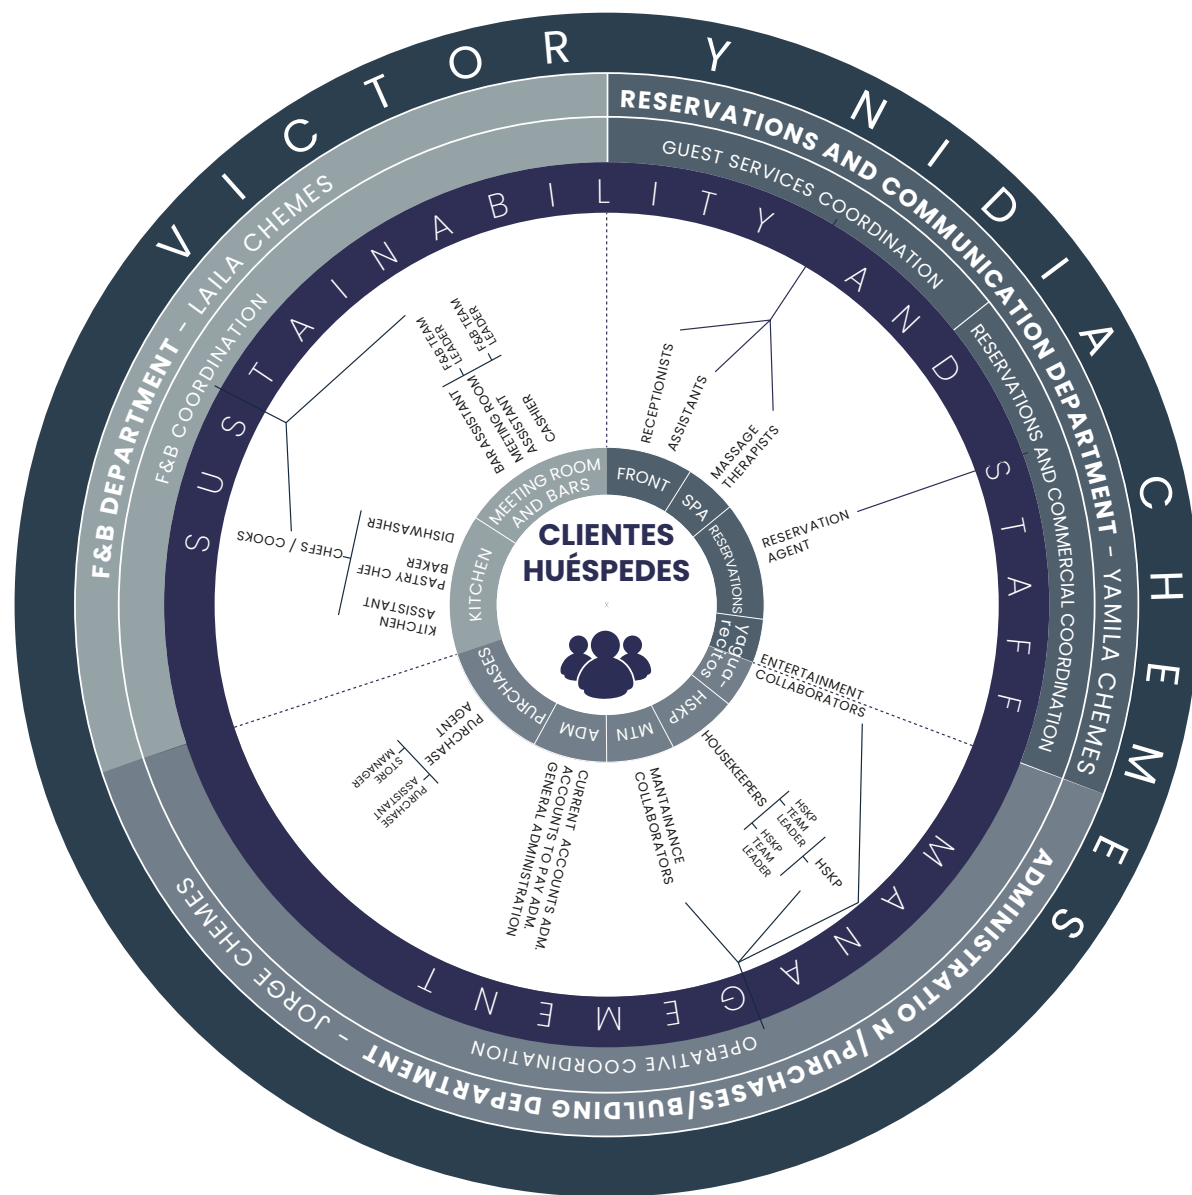 VICTOR Y NIDIA CHEMES
F&B DEPARTMENT - LAILA CHEMES
RESERVATIONS AND COMMUNICATION DEPARTMENT - YAMILA CHEMES
ADMINISTRATIO N/PURCHASES/BUILDING DEPARTMENT - JORGE CHEMES
F&B COORDINATION
GUEST SERVICES COORDINATION
RESERVATIONS AND COMMERCIAL COORDINATION
OPERATIVE COORDINATION
SUSTAINABILITY AND STAFF MANAGEMENT
F&B TEAM
LEADER
F&B TEAM
LEADER
BAR ASSISTANT
MEETING ROOM
ASSISTANT
CASHIER
RECEPTIONISTS
ASSISTANTS
MASSAGE
THERAPISTS
RESERVATION
AGENT
ENTERTAINMENT
COLLABORATORS
HOUSEKEEPERS
HSKP
TEAM
LEADER
HSKP
TEAM
LEADER
HSKP
MANTAINANCE
COLLABORATORS
CURRENT ACCOUNTS ADM.
ACCOUNTS TO PAY ADM.
GENERAL ADMINISTRATION
PURCHASE
AGENT
STORE
MANAGER
PURCHASE
ASSISTANT
KITCHEN
ASSISTANT
PASTRY CHEF
BAKER
DISHWASHER
CHEFS / COOKS
MEETING ROOM
AND BARS
FRONT
SPA
RESERVATIONS
yagua-
recitos
HSKP
MTN
ADM
PURCHASES
KITCHEN
CLIENTES
HUÉSPEDES
x